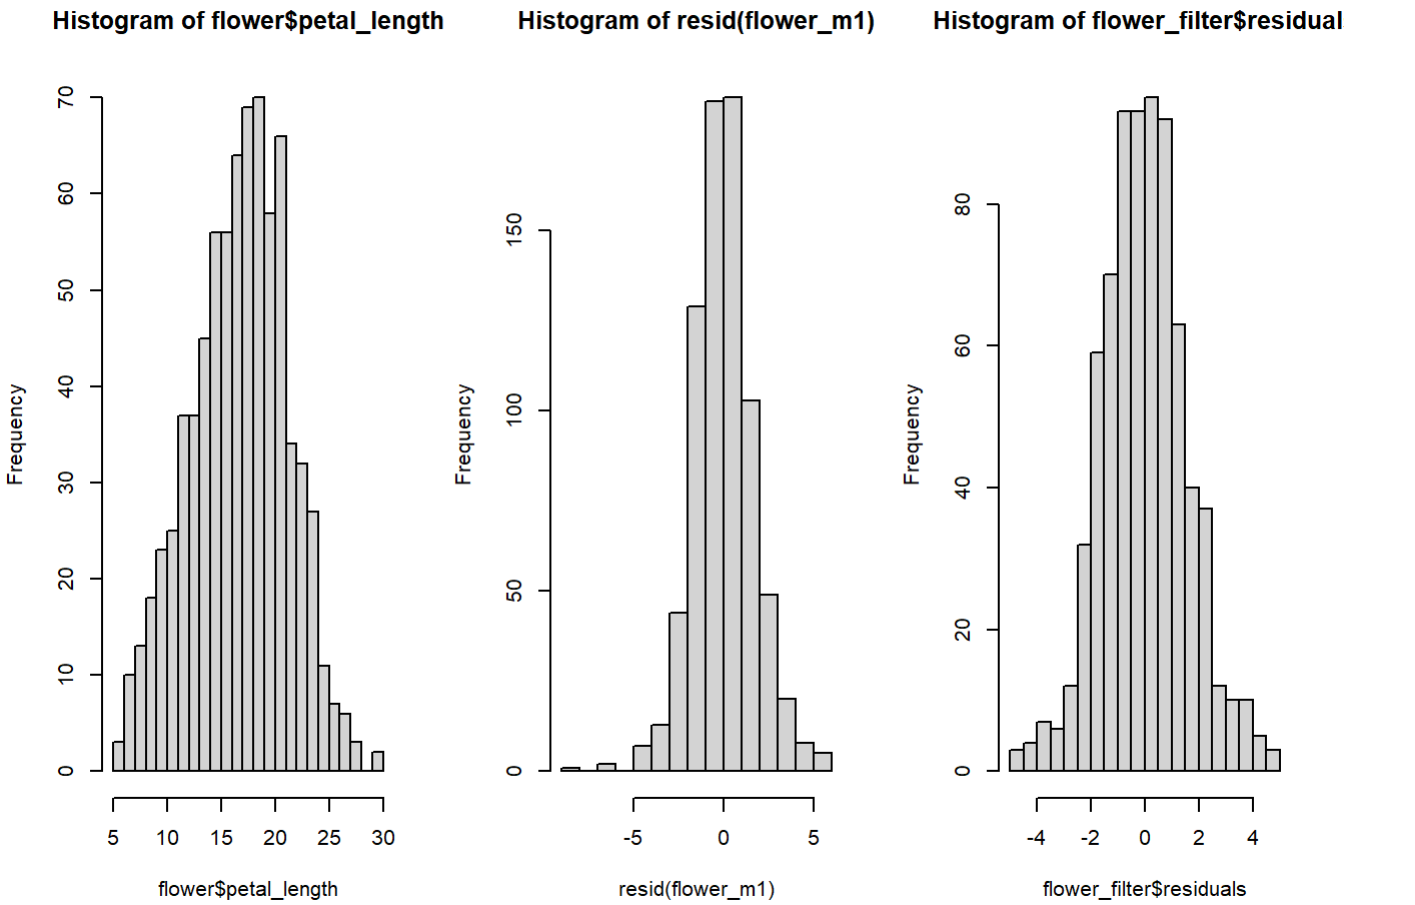 Histogram of flower$petal_length
Frequency
70
60
50
40
30
20
10
0
5 10 15 20 25 30
flower$petal_length
Histogram of resid(flower_m1)
Frequency
150
100
50
0
-5 0 5
resid(flower_m1)
Histogram of flower_filter$residual
Frequency
80
60
40
20
0
-4 -2 0 2 4
flower_filter$residuals